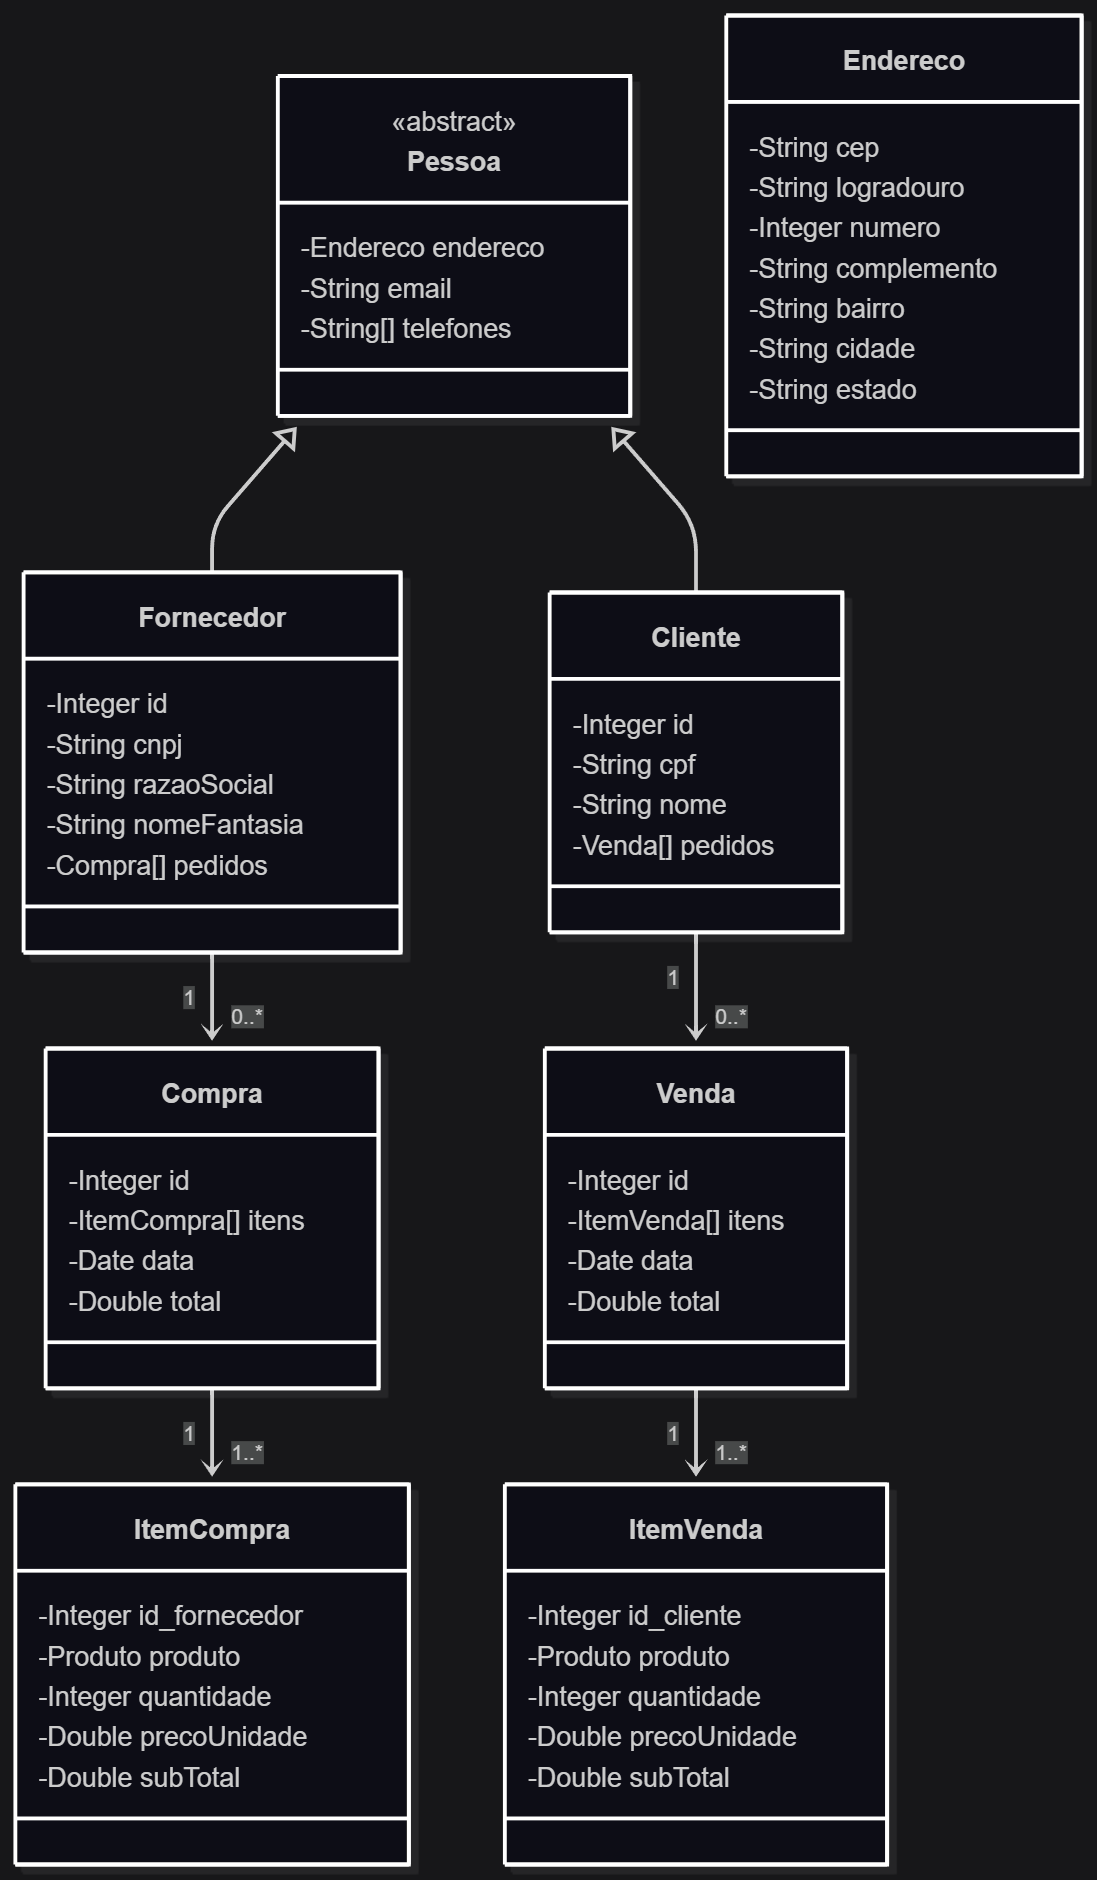 «abstract»
Pessoa
-Endereco endereco
-String email
-String[] telefones
Endereco
-String cep
-String logradouro
-Integer numero
-String complemento
-String bairro
-String cidade
-String estado
Fornecedor
-Integer id
-String cnpj
-String razaoSocial
-String nomeFantasia
-Compra[] pedidos
Cliente
-Integer id
-String cpf
-String nome
-Venda[] pedidos
1
0..*
1
0..*
Compra
-Integer id
-ItemCompra[] itens
-Date data
-Double total
Venda
-Integer id
-ItemVenda[] itens
-Date data
-Double total
1
1..*
1
1..*
ItemCompra
-Integer id_fornecedor
-Produto produto
-Integer quantidade
-Double precoUnidade
-Double subTotal
ItemVenda
-Integer id_cliente
-Produto produto
-Integer quantidade
-Double precoUnidade
-Double subTotal